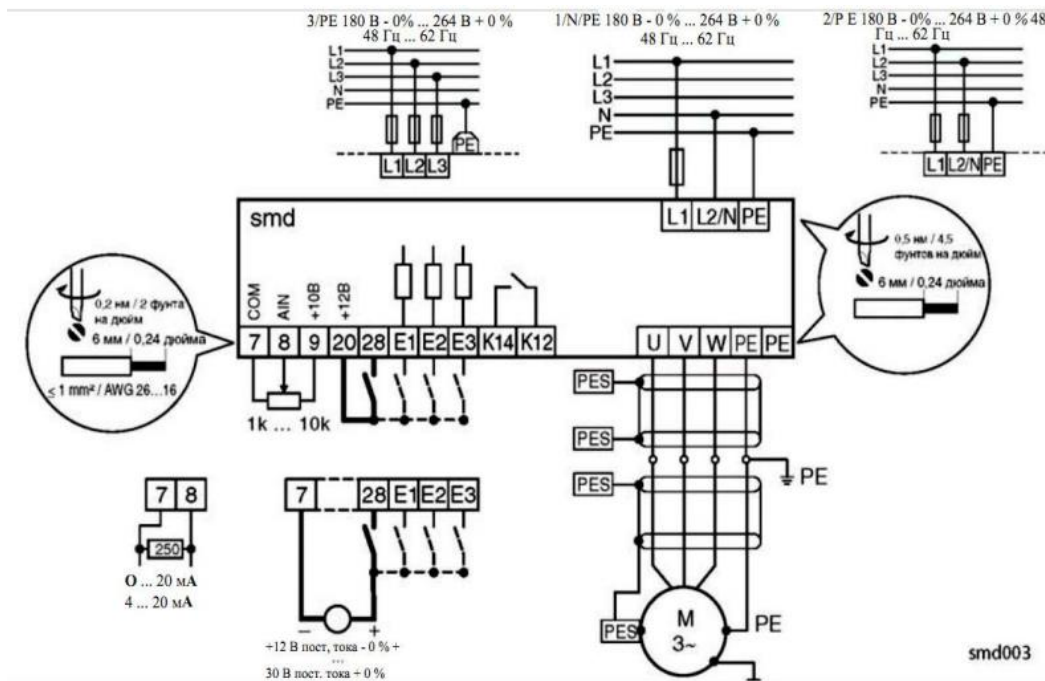 3/PE 180 В - 0% ... 264 В + 0 %
48 Гц ... 62 Гц
L1
L2
L3
N
PE
PE
L1 L2 L3
1/N/PE 180 В - 0% ... 264 В + 0 %
48 Гц ... 62 Гц
L1
L2
L3
N
PE
L1 L2/N PE
2/P E 180 В - 0% ... 264 В + 0 % 48
Гц ... 62 Гц
L1
L2
L3
N
PE
L1 L2/N PE
smd
0,2 нм / 2 фунта
на дюйм
6 мм / 0,24 дюйма
≤ 1 mm² / AWG 26...16
0,5 нм / 4,5
фунтов на дюйм
6 мм / 0,24 дюйма
COM
AIN
+10В
+12В
7 8 9 20 28 E1 E2 E3 K14 K12
U V W PE PE
1k ... 10k
PES
PES
PES
PE
7 8
250
О ... 20 мА
4 ... 20 мА
7 28 E1 E2 E3
– +
+12 В пост, тока - 0 % +
...
30 В пост. тока + 0 %
PES
M
3~
PE
smd003